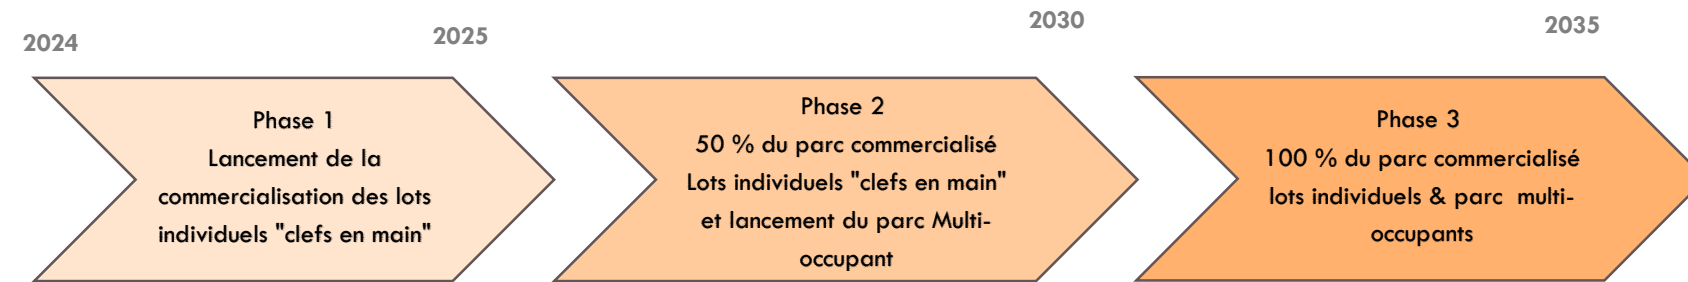 2024
2025
2030
2035
Phase 1
Lancement de la
commercialisation des lots
individuels "clefs en main"
Phase 2
50 % du parc commercialisé
Lots individuels "clefs en main"
et lancement du parc Multi-
occupant
Phase 3
100 % du parc commercialisé
lots individuels & parc multi-
occupants